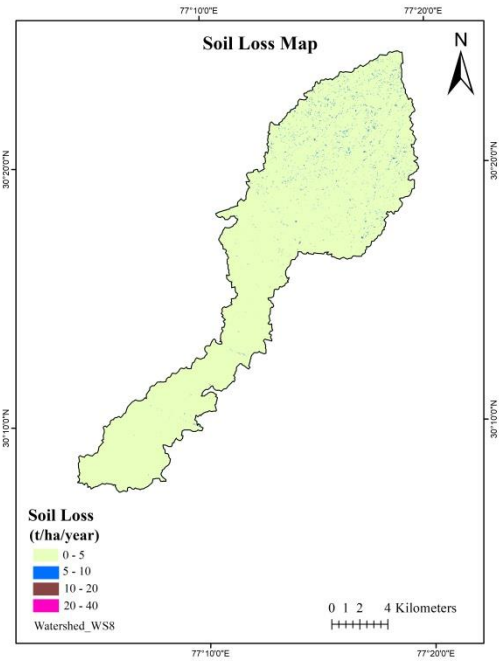 77°10'0"E 77°20'0"E
Soil Loss Map
N
30°20'0"N 30°20'0"N
30°10'0"N 30°10'0"N
Soil Loss
(t/ha/year)
0 - 5
5 - 10
10 - 20
20 - 40
Watershed_WS8
0 1 2 4 Kilometers
77°10'0"E 77°20'0"E